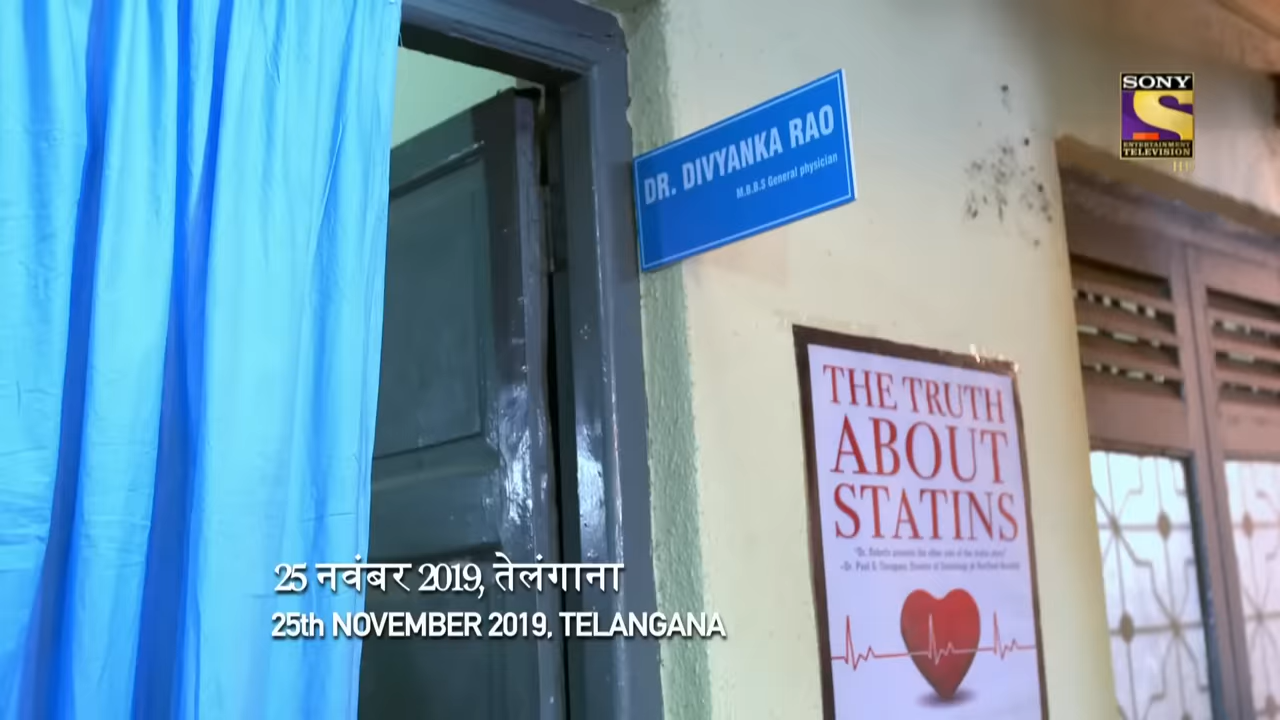 DR. DIVYANKA RAO
M.B.B.S General physician
SONY
ENTERTAINMENT
TELEVISION
HD
THE TRUTH
ABOUT
STATINS
25 नवंबर 2019, तेलंगाना
25th NOVEMBER 2019, TELANGANA